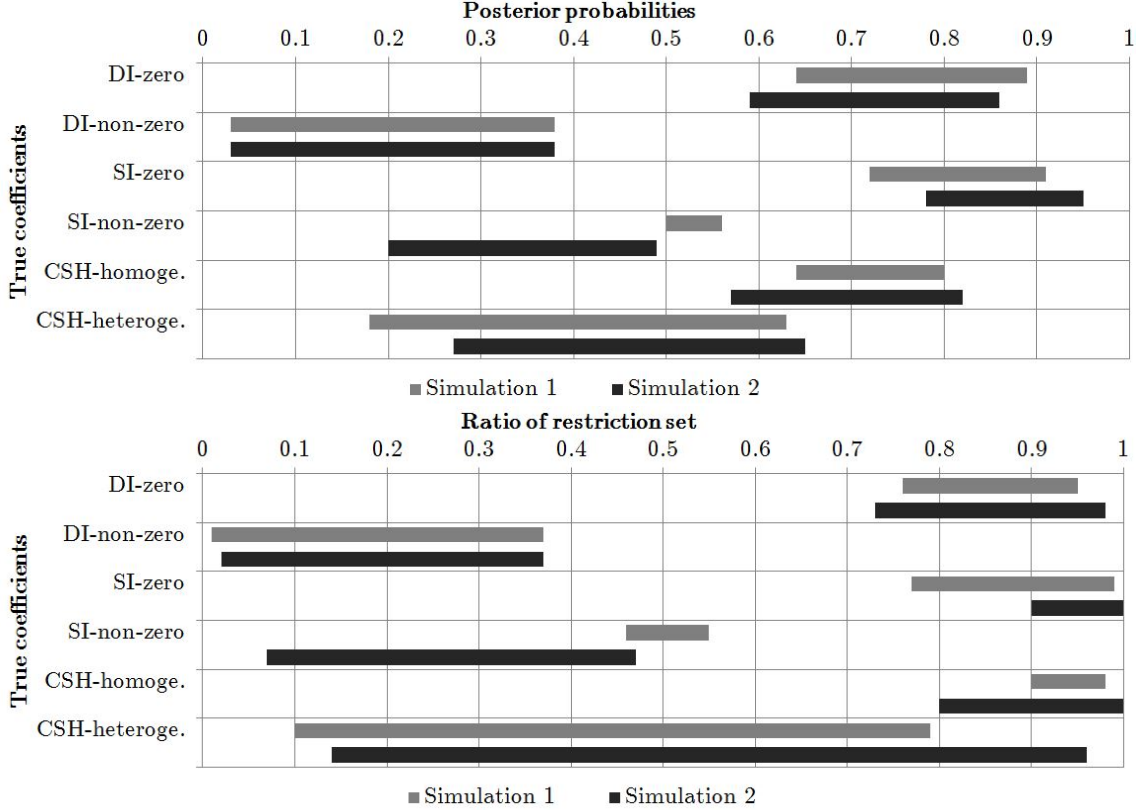 Posterior probabilities
0 0.1 0.2 0.3 0.4 0.5 0.6 0.7 0.8 0.9 1
True coefficients
DI-zero
DI-non-zero
SI-zero
SI-non-zero
CSH-homoge.
CSH-heteroge.
Simulation 1 Simulation 2
Ratio of restriction set
0 0.1 0.2 0.3 0.4 0.5 0.6 0.7 0.8 0.9 1
True coefficients
DI-zero
DI-non-zero
SI-zero
SI-non-zero
CSH-homoge.
CSH-heteroge.
Simulation 1 Simulation 2